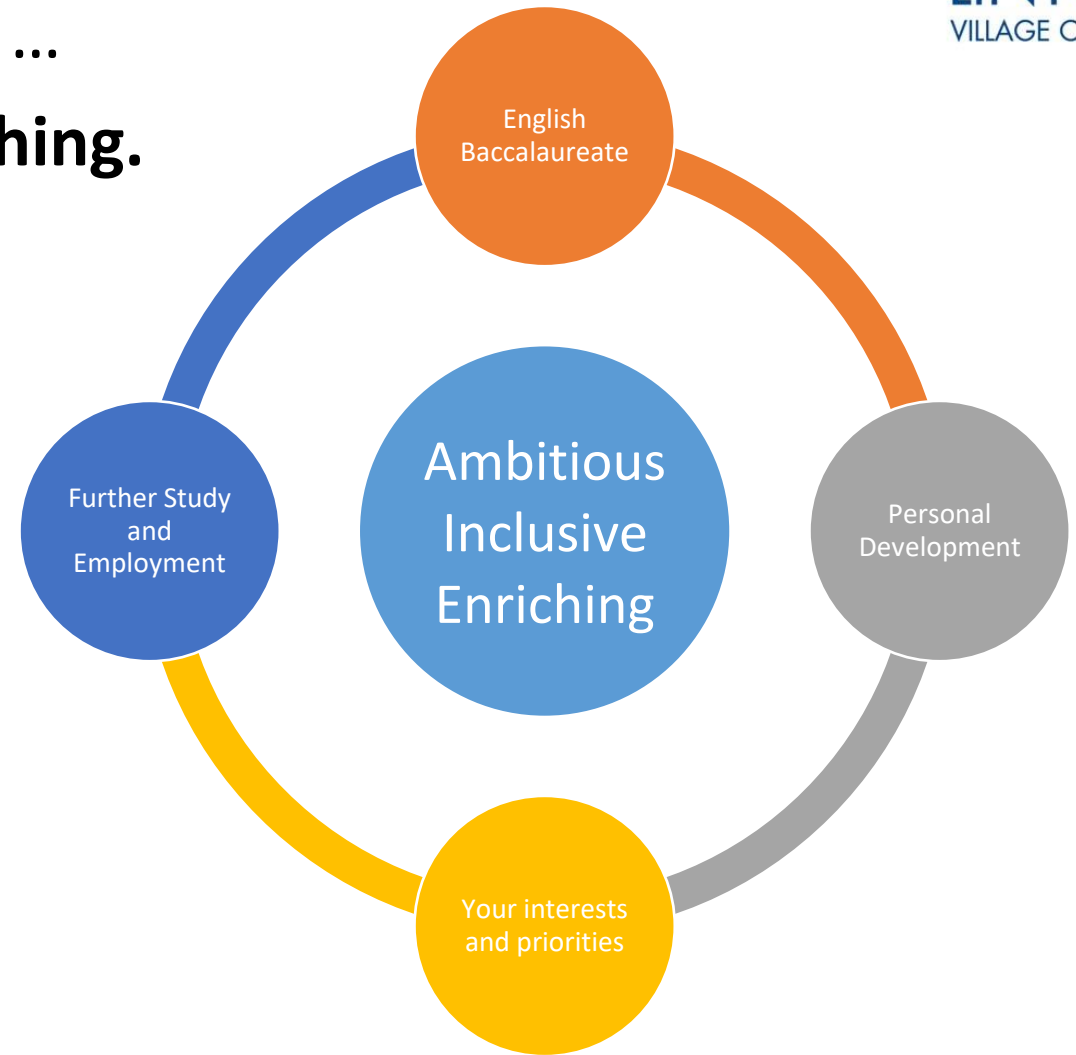 ...
hing.
VILLAGE C
English
Baccalaureate
Further Study
and
Employment
Ambitious
Inclusive
Enriching
Personal
Development
Your interests
and priorities